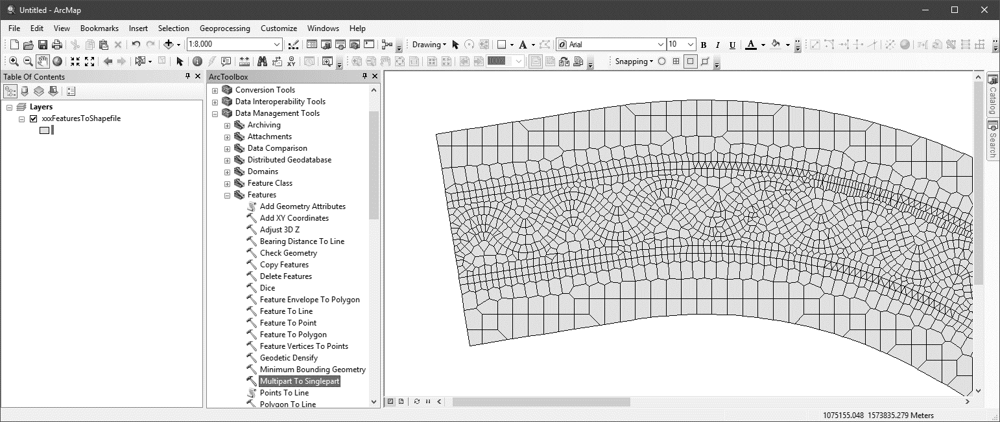 Untitled - ArcMap
File Edit View Bookmarks Insert Selection Geoprocessing Customize Windows Help
1:8,000 Drawing Arial 10 B I U A
XY 100% Snapping
Table Of Contents
ArcToolbox
Layers
xxxFeaturesToShapefile
Conversion Tools
Data Interoperability Tools
Data Management Tools
Archiving
Attachments
Data Comparison
Distributed Geodatabase
Domains
Feature Class
Features
Add Geometry Attributes
Add XY Coordinates
Adjust 3D Z
Bearing Distance To Line
Check Geometry
Copy Features
Delete Features
Dice
Feature Envelope To Polygon
Feature To Line
Feature To Point
Feature To Polygon
Feature Vertices To Points
Geodetic Densify
Minimum Bounding Geometry
Multipart To Singlepart
Points To Line
Polygon To Line
Catalog
Search
1075155.048 1573835.279 Meters